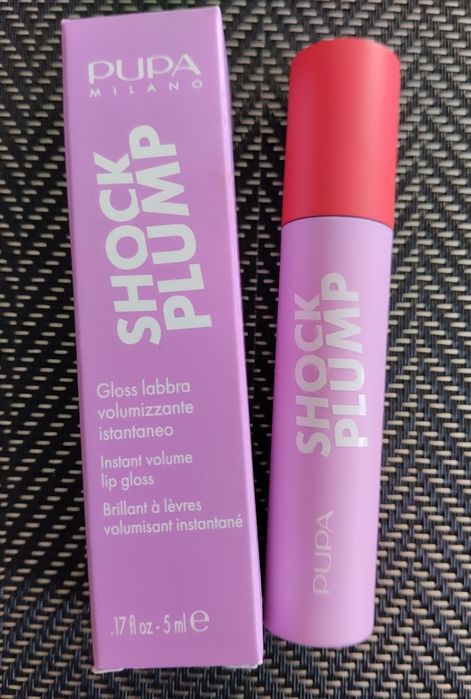 PUPA
MILANO
SHOCK
PLUMP
Gloss labbra
volumizzante
istantaneo
Instant volume
lip gloss
Brillant à lèvres
volumisant instantané
.17 fl oz - 5 ml ℮
SHOCK
PLUMP
PUPA